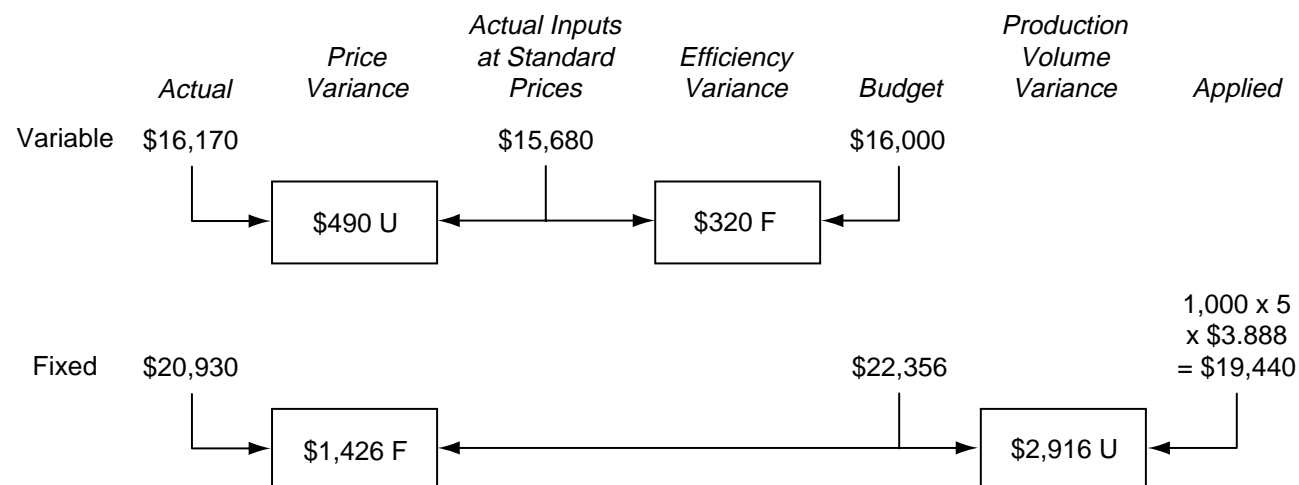 Actual
Price
Variance
Actual Inputs
at Standard
Prices
Efficiency
Variance
Budget
Production
Volume
Variance
Applied
Variable $16,170 $15,680 $16,000
$490 U $320 F
1,000 x 5
x $3.888
Fixed $20,930 $22,356 = $19,440
$1,426 F $2,916 U